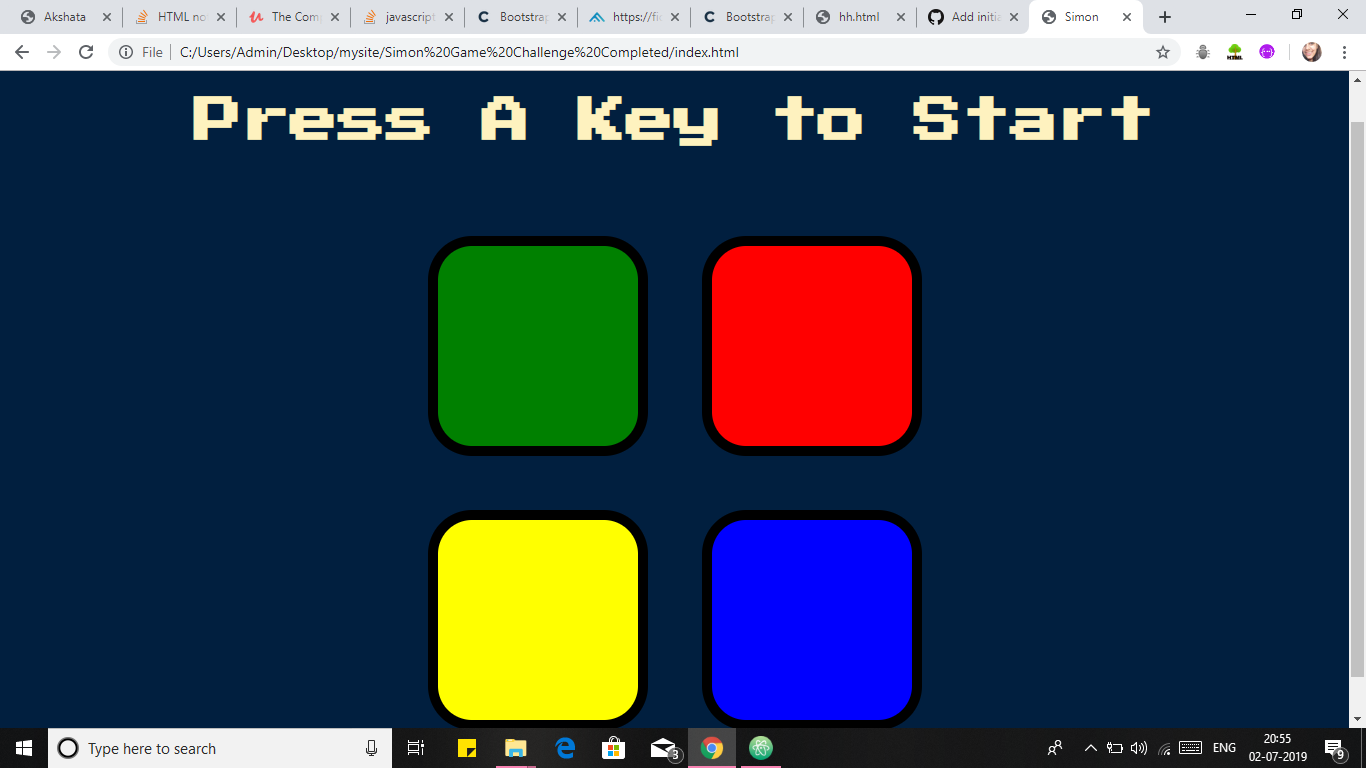 Akshata
HTML no
The Com
javascript
Bootstrap
https://fi
Bootstrap
hh.html
Add initia
Simon
File
C:/Users/Admin/Desktop/mysite/Simon%20Game%20Challenge%20Completed/index.html
HTML
Press A Key to Start
Type here to search
3
ENG
20:55
02-07-2019
9